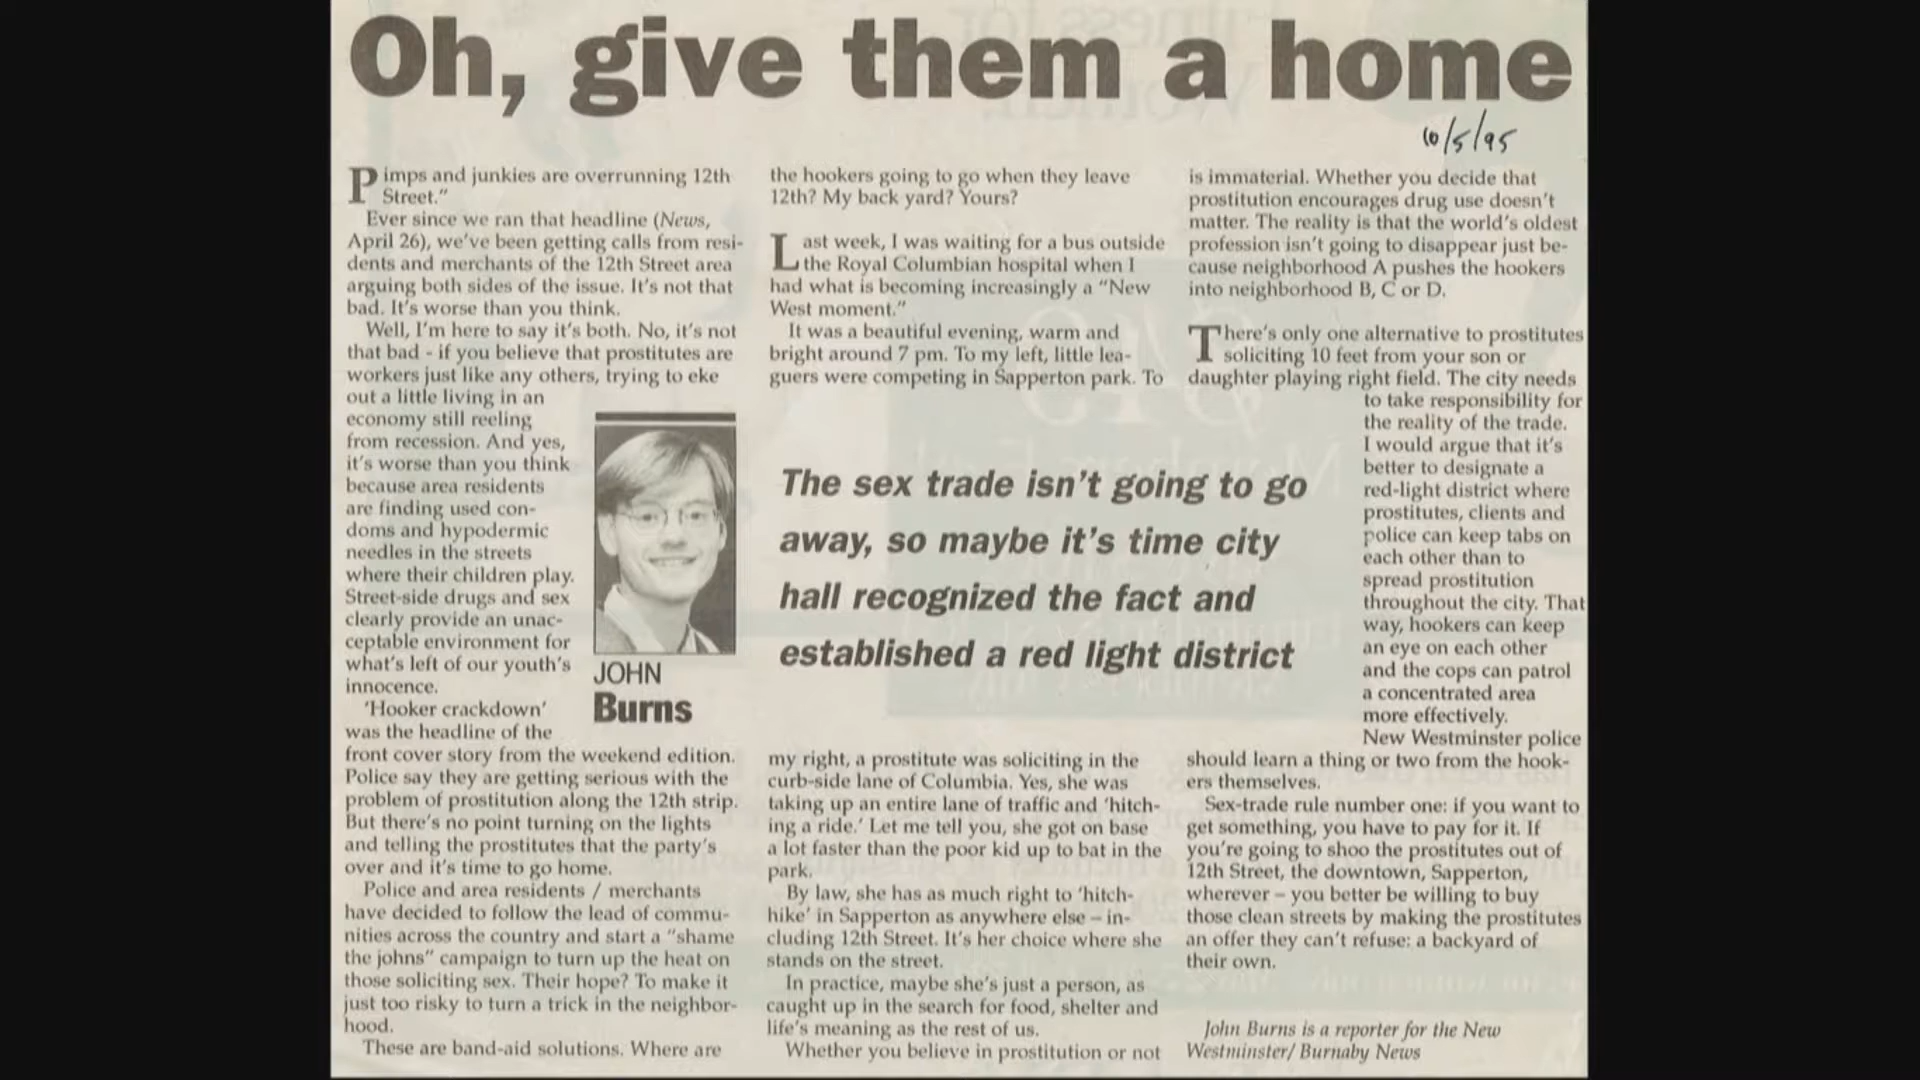 Oh, give them a home
10/5/95
Pimps and junkies are overrunning 12th
Street.”
Ever since we ran that headline (News,
April 26), we’ve been getting calls from resi-
dents and merchants of the 12th Street area
arguing both sides of the issue. It’s not that
bad. It’s worse than you think.
Well, I’m here to say it’s both. No, it’s not
that bad - if you believe that prostitutes are
workers just like any others, trying to eke
out a little living in an
economy still reeling
from recession. And yes,
it’s worse than you think
because area residents
are finding used con-
doms and hypodermic
needles in the streets
where their children play.
Street-side drugs and sex
clearly provide an unac-
ceptable environment for
what’s left of our youth’s
innocence.
‘Hooker crackdown’
was the headline of the
front cover story from the weekend edition.
Police say they are getting serious with the
problem of prostitution along the 12th strip.
But there’s no point turning on the lights
and telling the prostitutes that the party’s
over and it’s time to go home.
Police and area residents / merchants
have decided to follow the lead of commu-
nities across the country and start a “shame
the johns” campaign to turn up the heat on
those soliciting sex. Their hope? To make it
just too risky to turn a trick in the neighbor-
hood.
These are band-aid solutions. Where are
JOHN
Burns
the hookers going to go when they leave
12th? My back yard? Yours?
Last week, I was waiting for a bus outside
the Royal Columbian hospital when I
had what is becoming increasingly a “New
West moment.”
It was a beautiful evening, warm and
bright around 7 pm. To my left, little lea-
guers were competing in Sapperton park. To
The sex trade isn’t going to go
away, so maybe it’s time city
hall recognized the fact and
established a red light district
my right, a prostitute was soliciting in the
curb-side lane of Columbia. Yes, she was
taking up an entire lane of traffic and ‘hitch-
ing a ride.’ Let me tell you, she got on base
a lot faster than the poor kid up to bat in the
park.
By law, she has as much right to ‘hitch-
hike’ in Sapperton as anywhere else – in-
cluding 12th Street. It’s her choice where she
stands on the street.
In practice, maybe she’s just a person, as
caught up in the search for food, shelter and
life’s meaning as the rest of us.
Whether you believe in prostitution or not
is immaterial. Whether you decide that
prostitution encourages drug use doesn’t
matter. The reality is that the world’s oldest
profession isn’t going to disappear just be-
cause neighborhood A pushes the hookers
into neighborhood B, C or D.
There’s only one alternative to prostitutes
soliciting 10 feet from your son or
daughter playing right field. The city needs
to take responsibility for
the reality of the trade.
I would argue that it’s
better to designate a
red-light district where
prostitutes, clients and
police can keep tabs on
each other than to
spread prostitution
throughout the city. That
way, hookers can keep
an eye on each other
and the cops can patrol
a concentrated area
more effectively.
New Westminster police
should learn a thing or two from the hook-
ers themselves.
Sex-trade rule number one: if you want to
get something, you have to pay for it. If
you’re going to shoo the prostitutes out of
12th Street, the downtown, Sapperton,
wherever – you better be willing to buy
those clean streets by making the prostitutes
an offer they can’t refuse: a backyard of
their own.
John Burns is a reporter for the New
Westminster/ Burnaby News